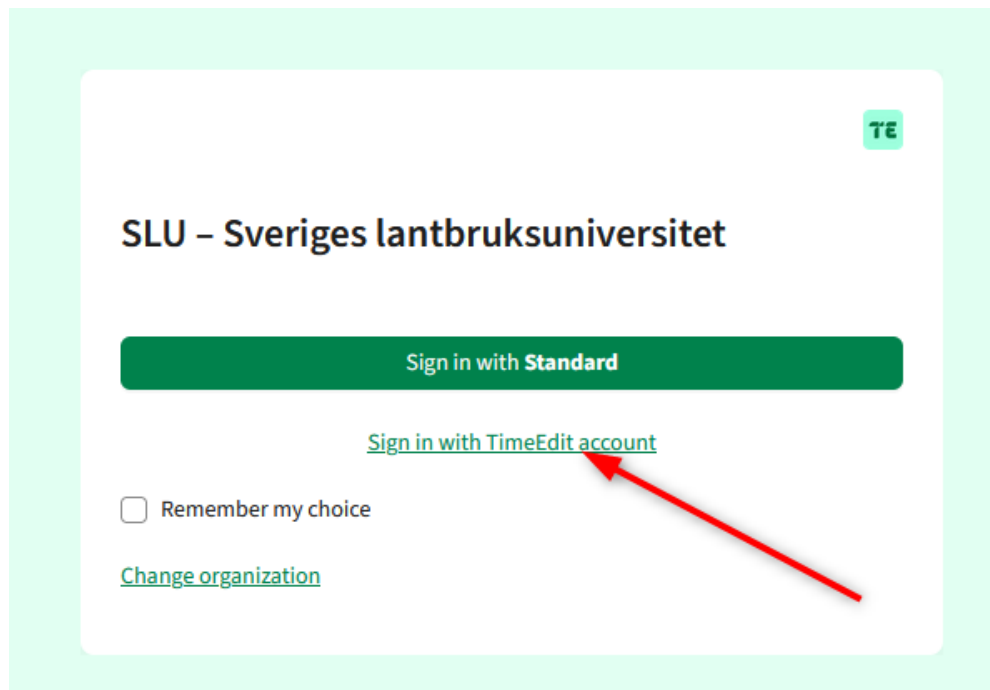 TE
SLU – Sveriges lantbruksuniversitet
Sign in with Standard
Sign in with TimeEdit account
Remember my choice
Change organization